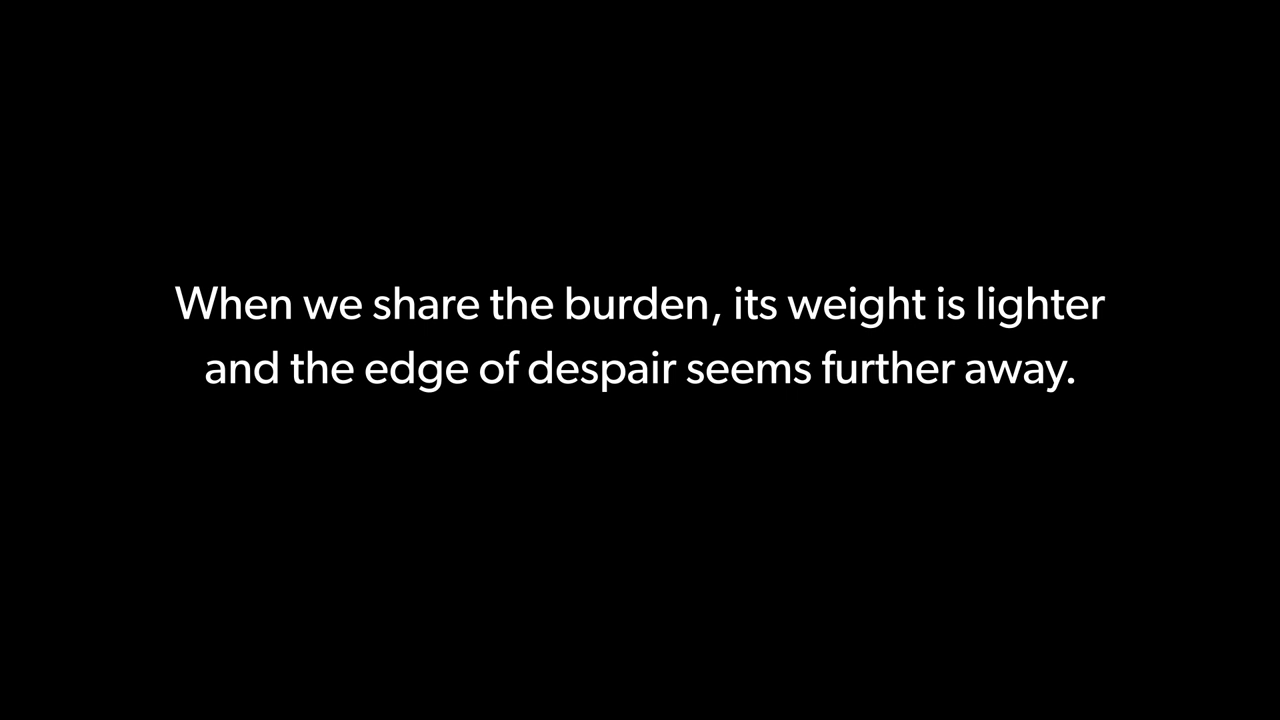 When we share the burden, its weight is lighter
and the edge of despair seems further away.